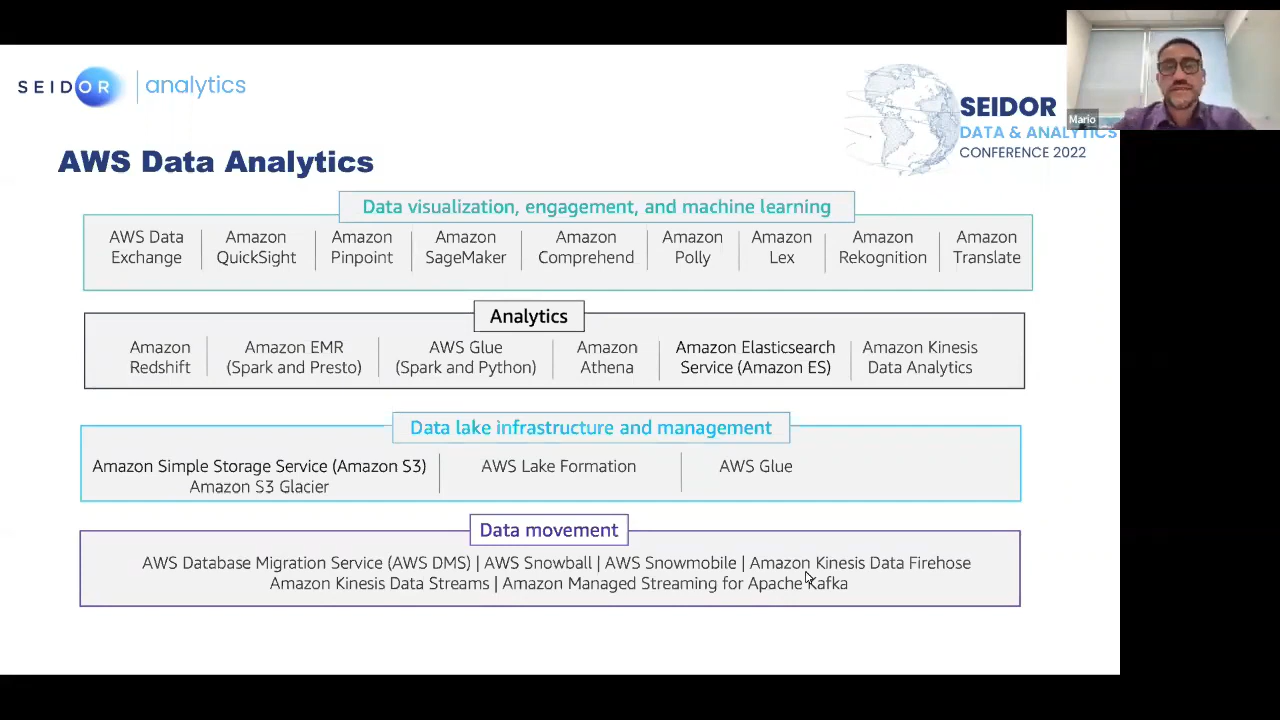 SEIDOR analytics
SEIDOR
DATA & ANALYTICS
CONFERENCE 2022
Mario
AWS Data Analytics
Data visualization, engagement, and machine learning
AWS Data Exchange
Amazon QuickSight
Amazon Pinpoint
Amazon SageMaker
Amazon Comprehend
Amazon Polly
Amazon Lex
Amazon Rekognition
Amazon Translate
Analytics
Amazon Redshift
Amazon EMR (Spark and Presto)
AWS Glue (Spark and Python)
Amazon Athena
Amazon Elasticsearch Service (Amazon ES)
Amazon Kinesis Data Analytics
Data lake infrastructure and management
Amazon Simple Storage Service (Amazon S3)
Amazon S3 Glacier
AWS Lake Formation
AWS Glue
Data movement
AWS Database Migration Service (AWS DMS) | AWS Snowball | AWS Snowmobile | Amazon Kinesis Data Firehose
Amazon Kinesis Data Streams | Amazon Managed Streaming for Apache Kafka